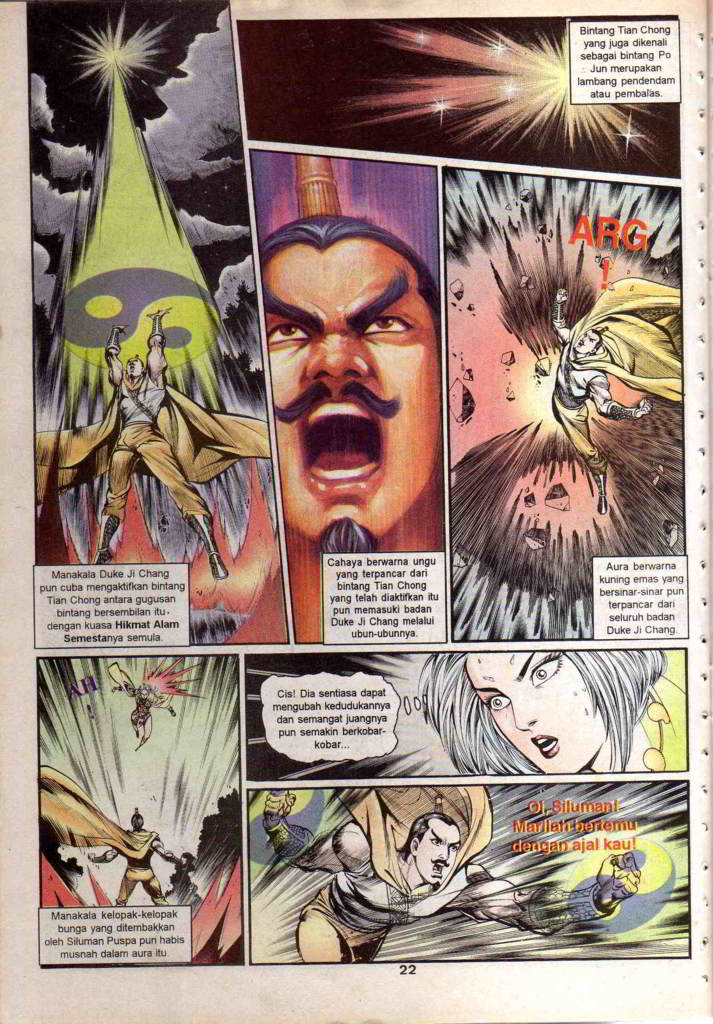 Bintang Tian Chong
yang juga dikenali
sebagai bintang Po
Jun merupakan
lambang pendendam
atau pembalas.
Manakala Duke Ji Chang
pun cuba mengaktifkan bintang
Tian Chong antara gugusan
bintang bersembilan itu
dengan kuasa Hikmat Alam
Semestanya semula.
Cahaya berwarna ungu
yang terpancar dari
bintang Tian Chong
yang telah diaktifkan itu
pun memasuki badan
Duke Ji Chang melalui
ubun-ubunnya.
ARG
!
Aura berwarna
kuning emas yang
bersinar-sinar pun
terpancar dari
seluruh badan
Duke Ji Chang.
AH
!
Manakala kelopak-kelopak
bunga yang ditembakkan
oleh Siluman Puspa pun habis
musnah dalam aura itu.
Cis! Dia sentiasa dapat
mengubah kedudukannya
dan semangat juangnya
pun semakin berkobar-
kobar...
Oi, Siluman!
Marilah bertemu
dengan ajal kau!
22